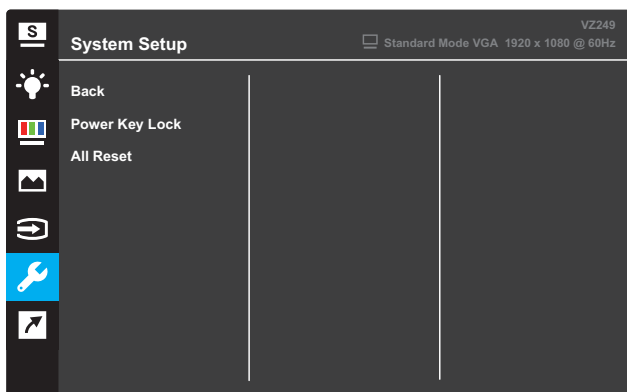 S
VZ249
System Setup
Standard Mode VGA 1920 x 1080 @ 60Hz
Back
Power Key Lock
All Reset